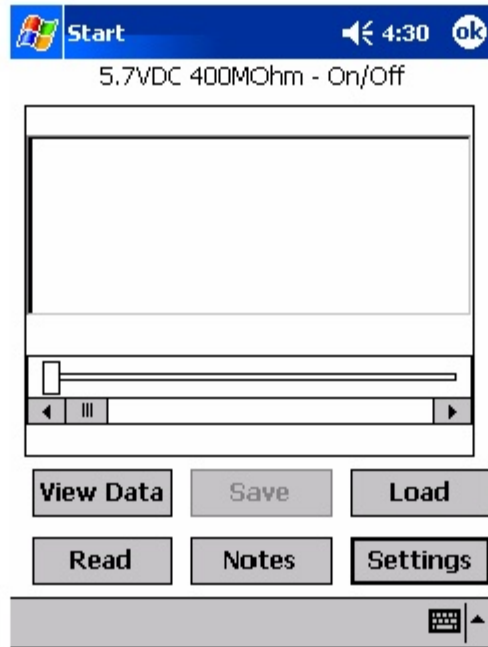 Start 4:30 ok
5.7VDC 400MOhm - On/Off
View Data Save Load
Read Notes Settings